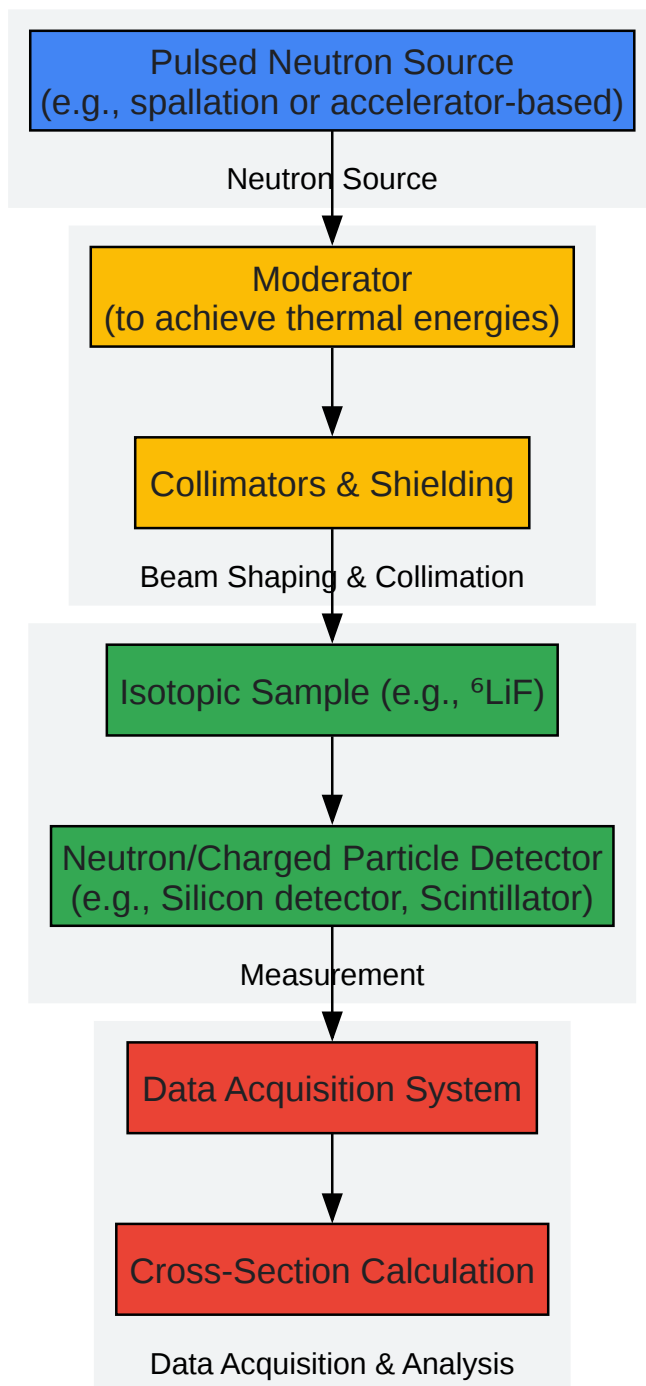 Pulsed Neutron Source
(e.g., spallation or accelerator-based)
Neutron Source
Moderator
(to achieve thermal energies)
Collimators & Shielding
Beam Shaping & Collimation
Isotopic Sample (e.g., ⁶LiF)
Neutron/Charged Particle Detector
(e.g., Silicon detector, Scintillator)
Measurement
Data Acquisition System
Cross-Section Calculation
Data Acquisition & Analysis